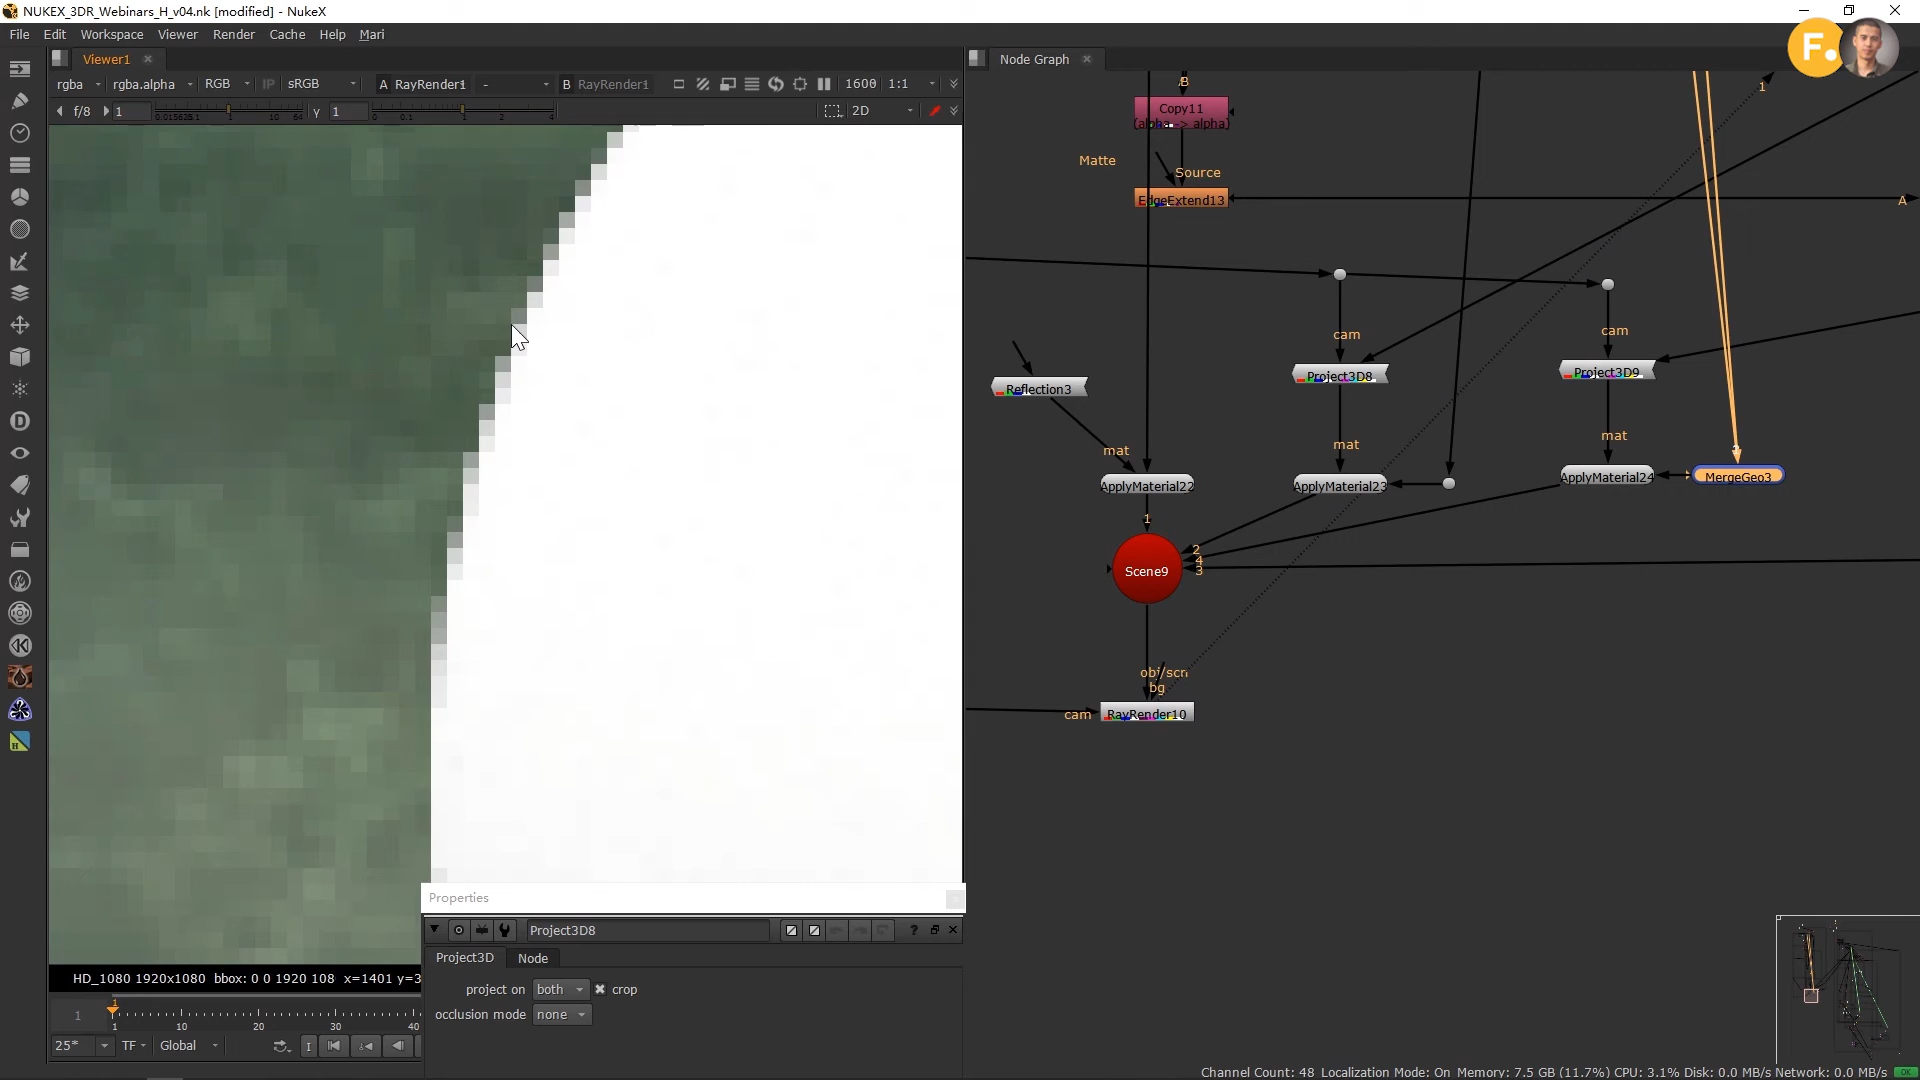 NUKEX_3DR_Webinars_H_v04.nk [modified] - NukeX
File Edit Workspace Viewer Render Cache Help Mari
Viewer1
Node Graph
F.
rgba rgba.alpha RGB IP sRGB A RayRender1 - B RayRender1 1600 1:1
f/8 1 y 1 2D
B
Copy11
(alpha -> alpha)
Matte
Source
EdgeExtend13
A
1
cam
cam
Project3D8
Project3D9
Reflection3
mat
mat
mat
ApplyMaterial22
ApplyMaterial23
ApplyMaterial24
MergeGeo3
1
2
4
3
Scene9
obj/scn
bg
cam
RayRender10
Properties
Project3D8
Project3D Node
project on both crop
occlusion mode none
HD_1080 1920x1080 bbox: 0 0 1920 108 x=1401 y=3
1
1
1 10 20 30 40
25* TF Global I
Channel Count: 48 Localization Mode: On Memory: 7.5 GB (11.7%) CPU: 3.1% Disk: 0.0 MB/s Network: 0.0 MB/s